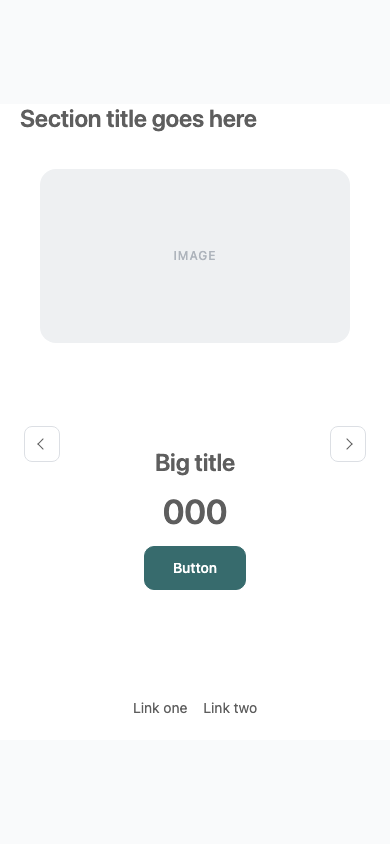 Section title goes here
IMAGE
Big title
000
Button
Link one Link two